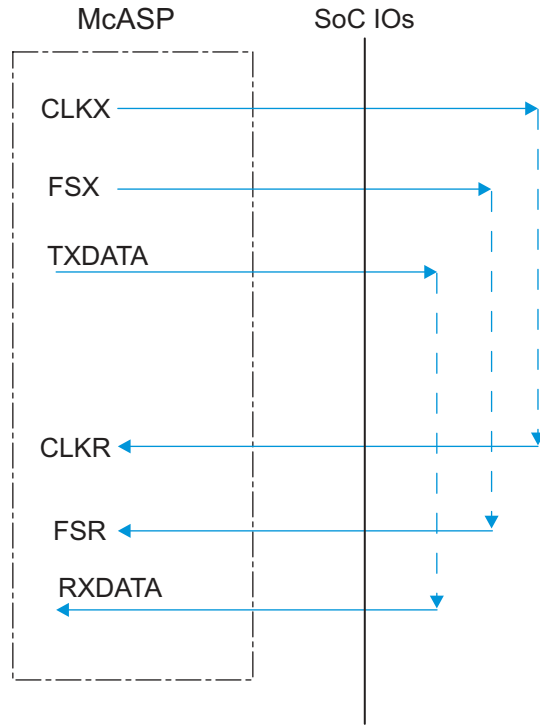 McASP
SoC IOs
CLKX
FSX
TXDATA
CLKR
FSR
RXDATA